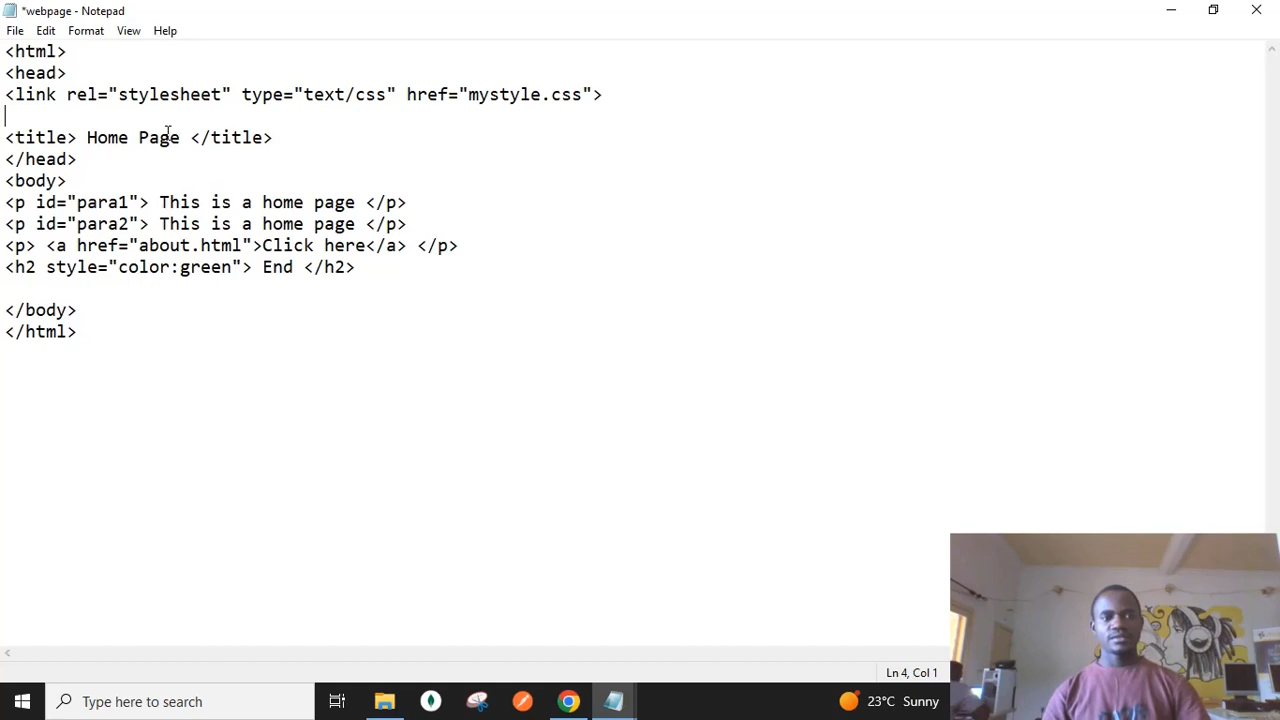 *webpage - Notepad
File Edit Format View Help
<html>
<head>
<link rel="stylesheet" type="text/css" href="mystyle.css">
<title> Home Page </title>
</head>
<body>
<p id="para1"> This is a home page </p>
<p id="para2"> This is a home page </p>
<p> <a href="about.html">Click here</a> </p>
<h2 style="color:green"> End </h2>
</body>
</html>
Ln 4, Col 1
Type here to search
23°C Sunny